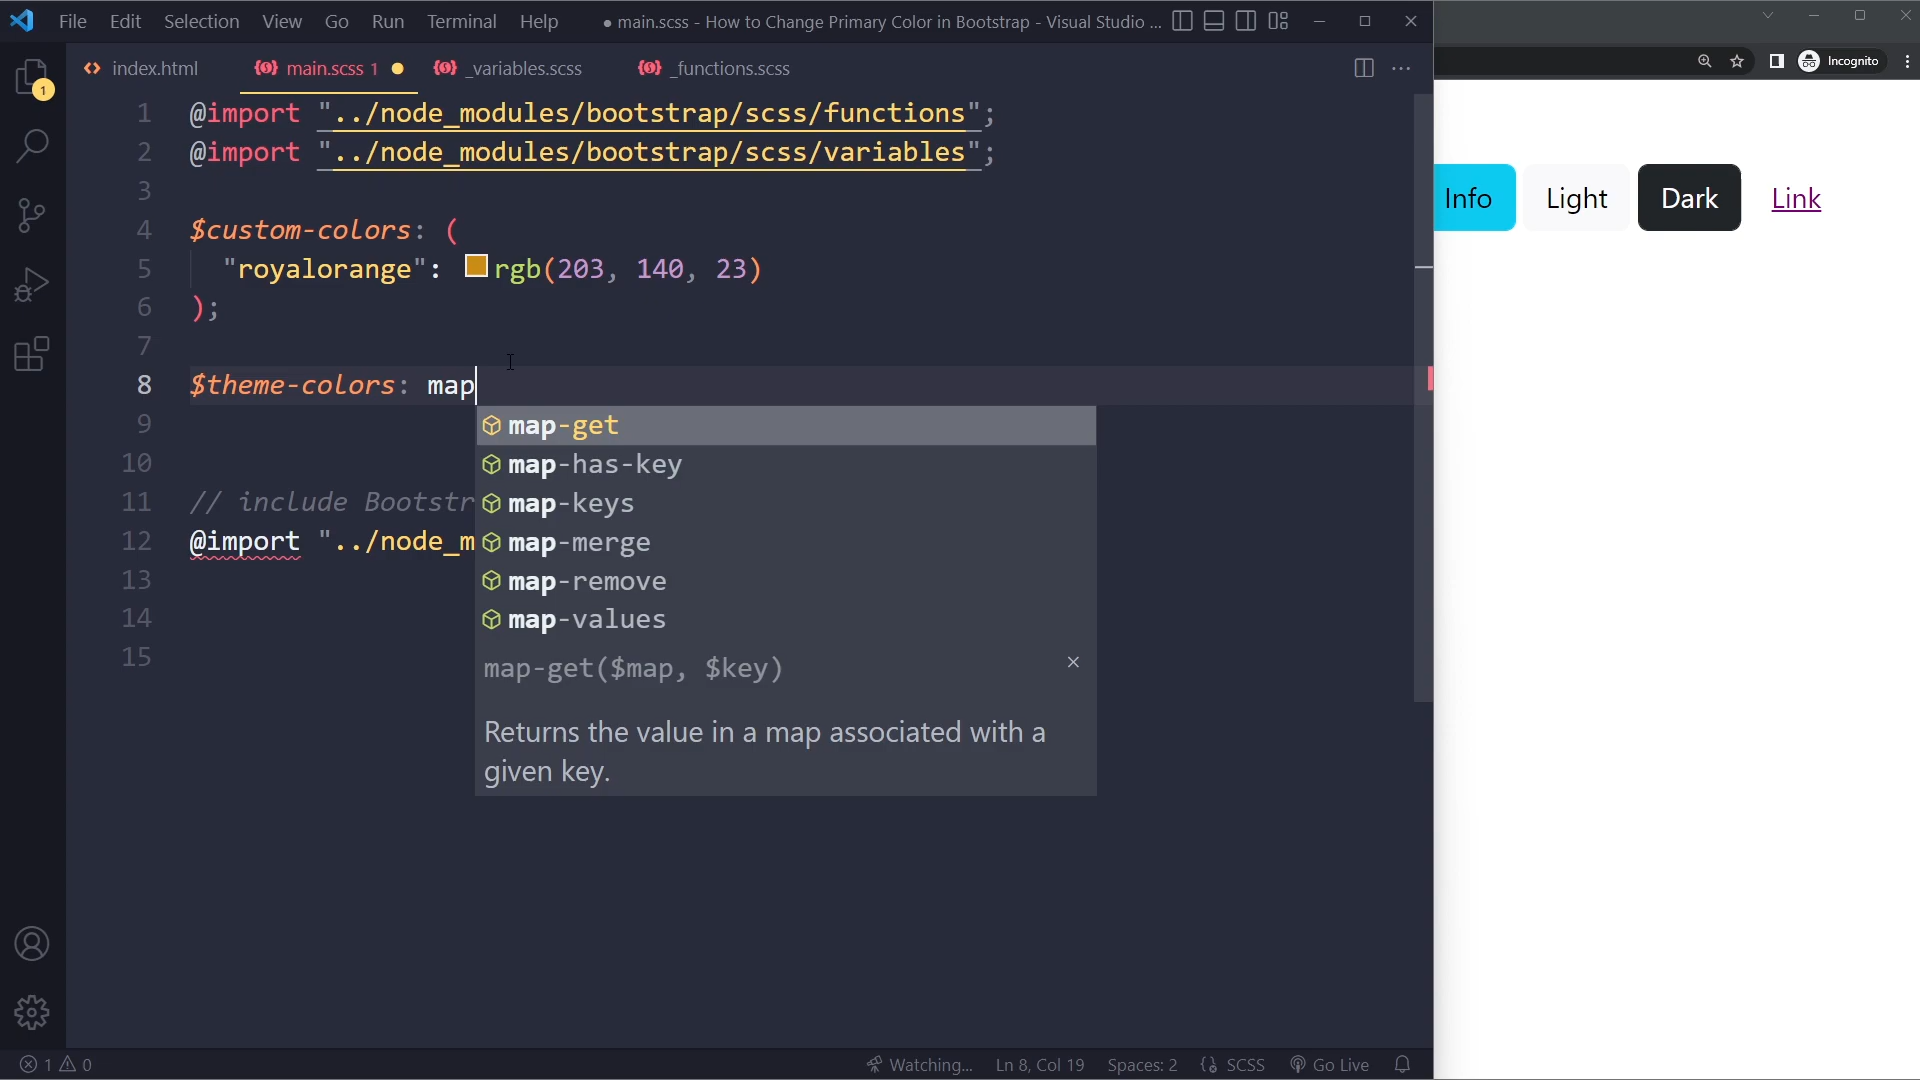 File Edit Selection View Go Run Terminal Help ● main.scss - How to Change Primary Color in Bootstrap - Visual Studio ...
Incognito
1
index.html main.scss 1 _variables.scss _functions.scss
1 @import "../node_modules/bootstrap/scss/functions";
2 @import "../node_modules/bootstrap/scss/variables";
3
4 $custom-colors: (
5 "royalorange": rgb(203, 140, 23)
6 );
7
8 $theme-colors: map
9 map-get
10 map-has-key
11 // include Bootstr map-keys
12 @import "../node_m map-merge
13 map-remove
14 map-values
15 map-get($map, $key)
Returns the value in a map associated with a
given key.
Info Light Dark Link
1 0 Watching... Ln 8, Col 19 Spaces: 2 SCSS Go Live